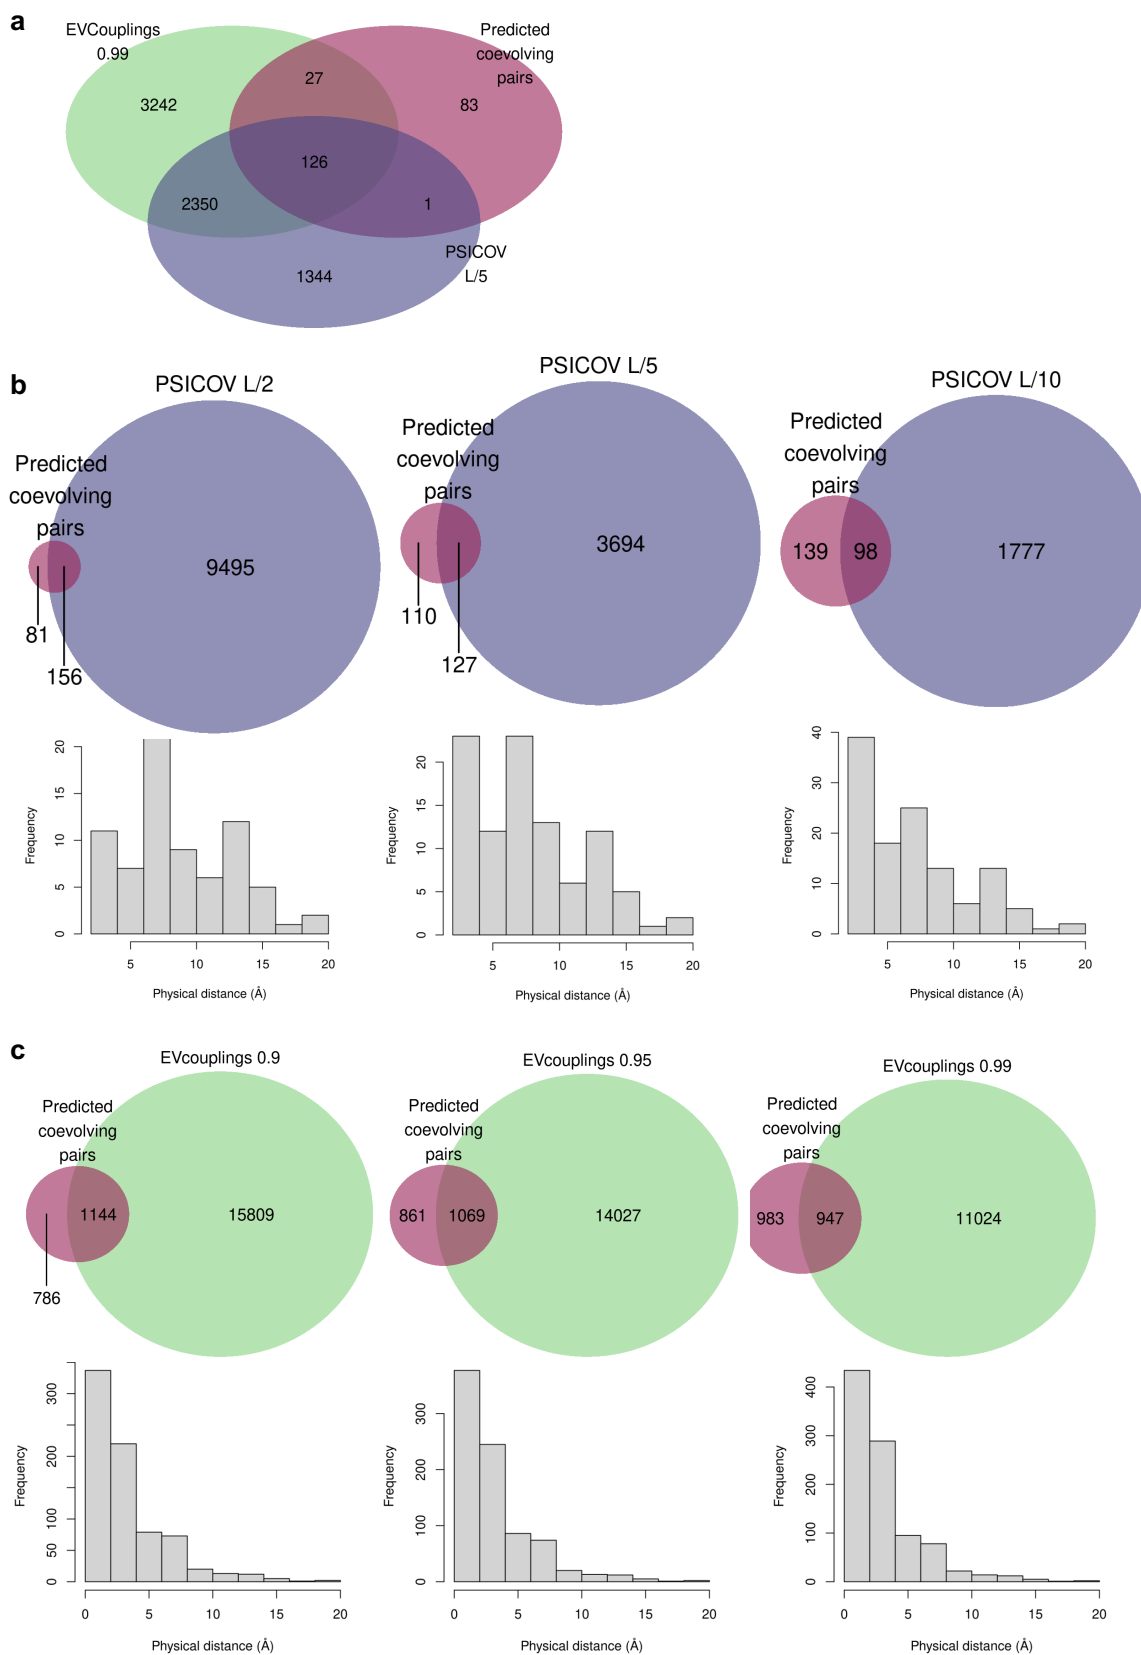 a
EVCouplings
0.99
Predicted
coevolving
pairs
27
3242
83
126
2350
1
PSICOV
L/5
1344
b
PSICOV L/2
Predicted
coevolving
pairs
9495
81
156
PSICOV L/5
Predicted
coevolving
pairs
3694
110
127
PSICOV L/10
Predicted
coevolving
pairs
139
98
1777
Frequency
0
5
10
15
20
5
10
15
20
Physical distance (Å)
Frequency
0
5
10
15
20
5
10
15
20
Physical distance (Å)
Frequency
0
10
20
30
40
5
10
15
20
Physical distance (Å)
c
EVcouplings 0.9
Predicted
coevolving
pairs
1144
15809
786
EVcouplings 0.95
Predicted
coevolving
pairs
861
1069
14027
EVcouplings 0.99
Predicted
coevolving
pairs
983
947
11024
Frequency
0
50
100
200
300
0
5
10
15
20
Physical distance (Å)
Frequency
0
100
200
300
0
5
10
15
20
Physical distance (Å)
Frequency
0
100
200
300
400
0
5
10
15
20
Physical distance (Å)